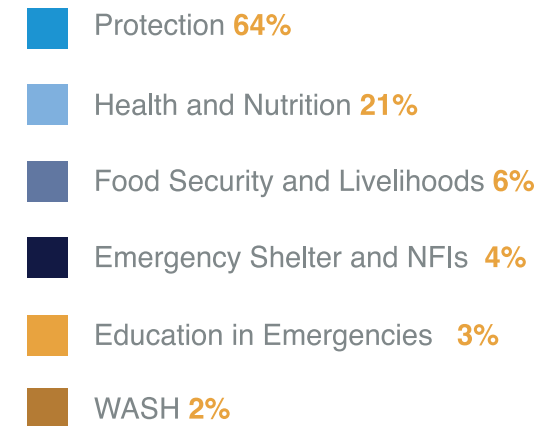 Protection 64%
Health and Nutrition 21%
Food Security and Livelihoods 6%
Emergency Shelter and NFIs 4%
Education in Emergencies 3%
WASH 2%